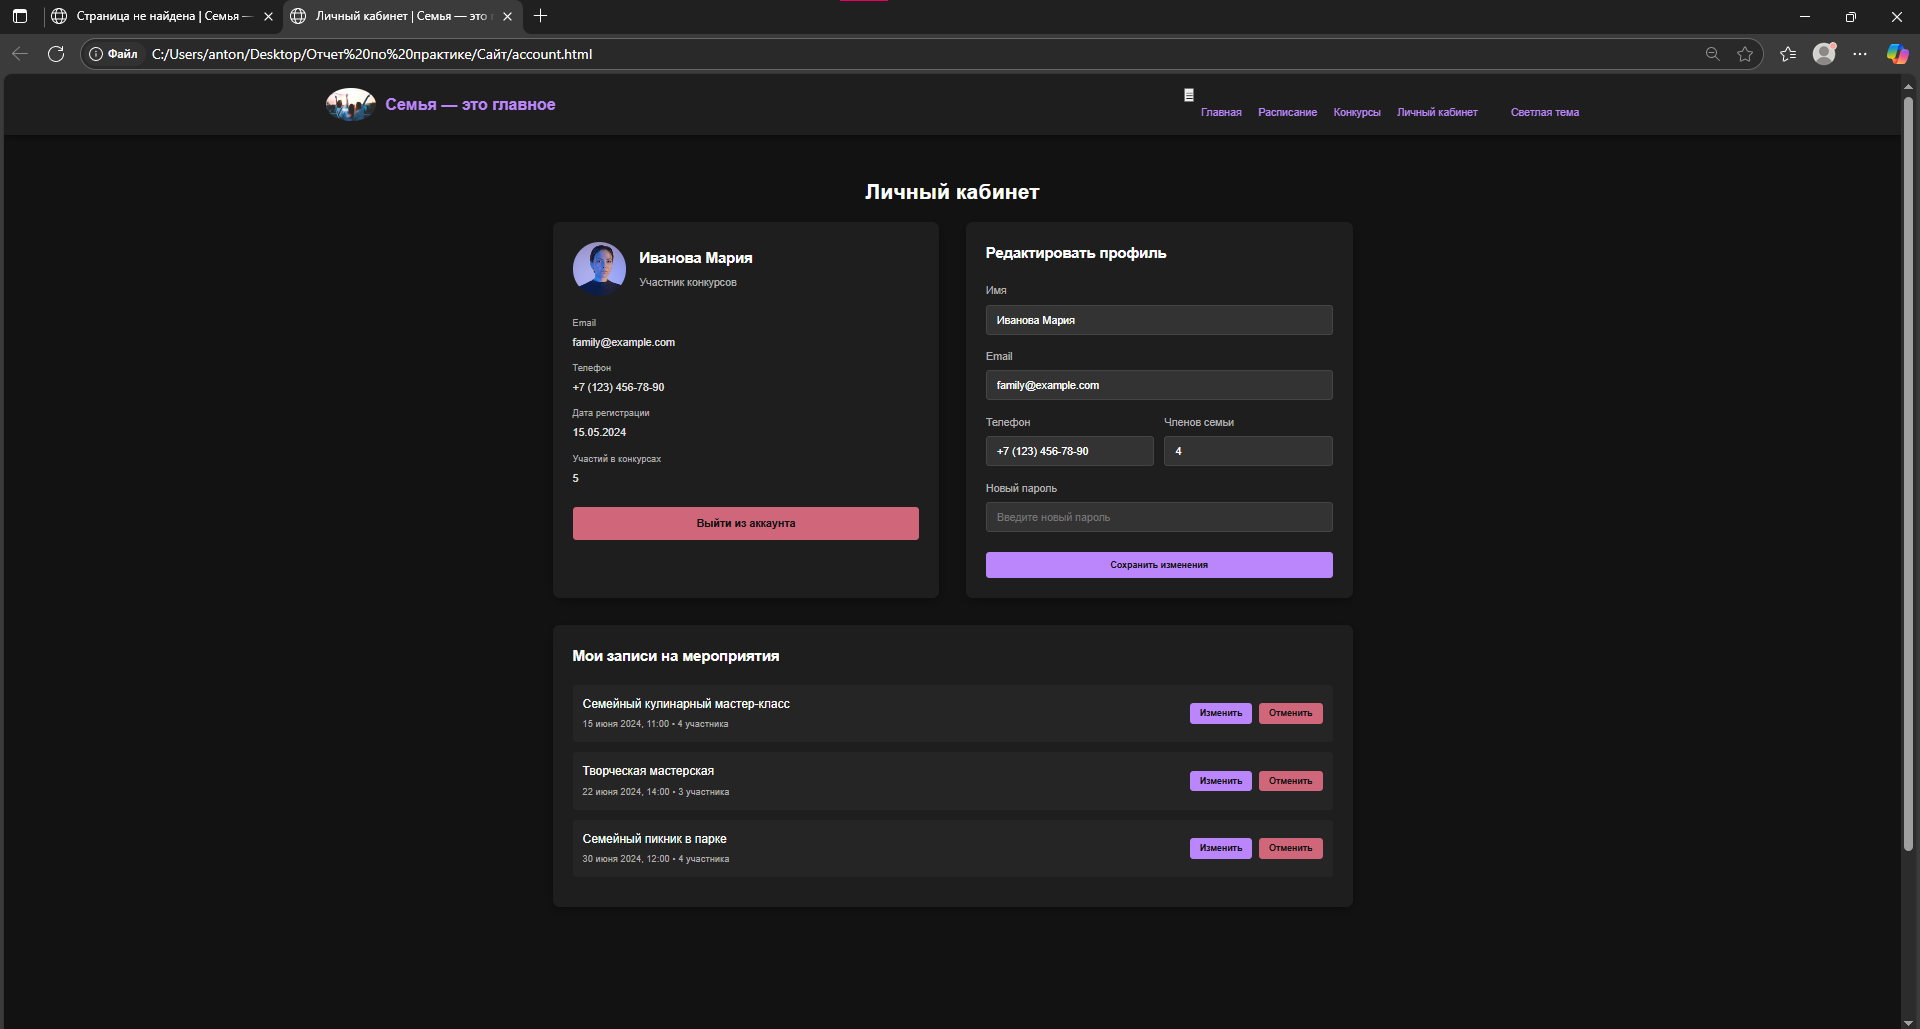 Страница не найдена | Семья —
Личный кабинет | Семья — это
Файл
C:/Users/anton/Desktop/Отчет%20по%20практике/Сайт/account.html
Семья — это главное
Главная
Расписание
Конкурсы
Личный кабинет
Светлая тема
Личный кабинет
Иванова Мария
Участник конкурсов
Email
family@example.com
Телефон
+7 (123) 456-78-90
Дата регистрации
15.05.2024
Участий в конкурсах
5
Выйти из аккаунта
Редактировать профиль
Имя
Иванова Мария
Email
family@example.com
Телефон
Членов семьи
+7 (123) 456-78-90
4
Новый пароль
Введите новый пароль
Сохранить изменения
Мои записи на мероприятия
Семейный кулинарный мастер-класс
15 июня 2024, 11:00 • 4 участника
Изменить
Отменить
Творческая мастерская
22 июня 2024, 14:00 • 3 участника
Изменить
Отменить
Семейный пикник в парке
30 июня 2024, 12:00 • 4 участника
Изменить
Отменить